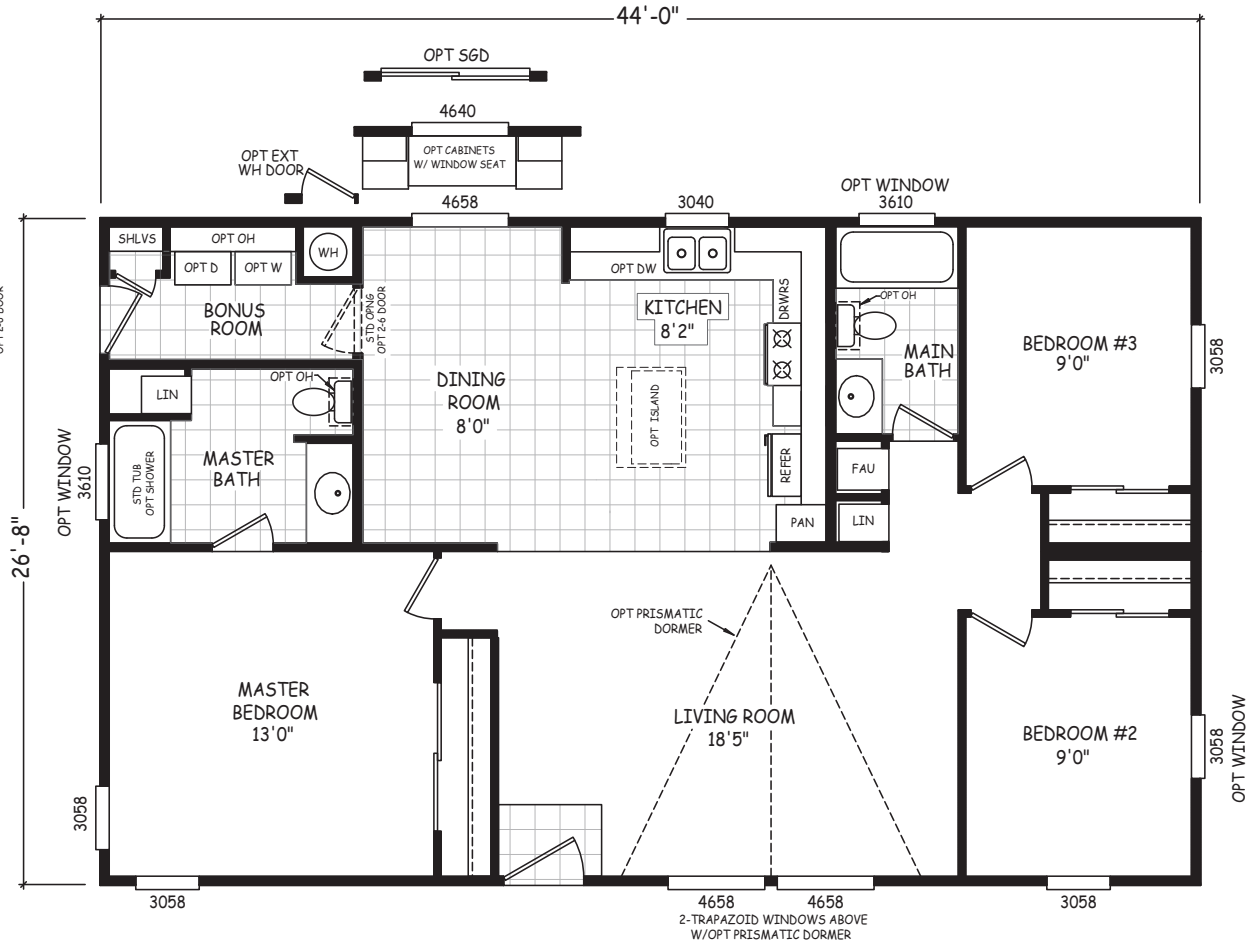 44'-0"
OPT SGD
4640
OPT CABINETS
W/ WINDOW SEAT
OPT EXT
WH DOOR
OPT WINDOW
4658
3040
3610
SHLVS
OPT OH
WH
OPT D
OPT W
OPT DW
DRWRS
OPT OH
BONUS
ROOM
STD OPNG
OPT 2-6 DOOR
KITCHEN
8'2"
MAIN
BATH
BEDROOM #3
9'0"
3058
LIN
OPT OH
DINING
ROOM
8'0"
OPT ISLAND
REFER
FAU
LIN
PAN
OPT WINDOW
3610
STD TUB
OPT SHOWER
MASTER
BATH
26'-8"
OPT PRISMATIC
DORMER
MASTER
BEDROOM
13'0"
LIVING ROOM
18'5"
BEDROOM #2
9'0"
3058
OPT WINDOW
3058
3058
4658
4658
3058
2-TRAPAZOID WINDOWS ABOVE
W/OPT PRISMATIC DORMER